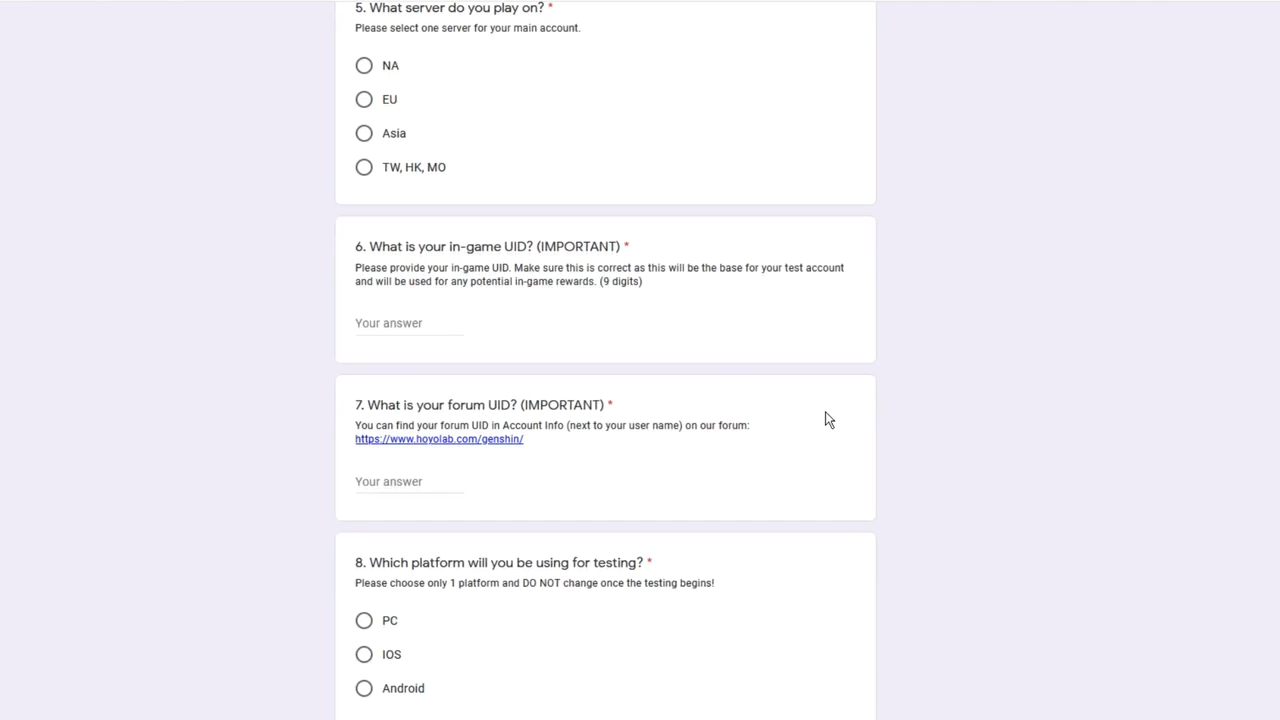 5. What server do you play on? *
Please select one server for your main account.
NA
EU
Asia
TW, HK, MO
6. What is your in-game UID? (IMPORTANT) *
Please provide your in-game UID. Make sure this is correct as this will be the base for your test account
and will be used for any potential in-game rewards. (9 digits)
Your answer
7. What is your forum UID? (IMPORTANT) *
You can find your forum UID in Account Info (next to your user name) on our forum:
https://www.hoyolab.com/genshin/
Your answer
8. Which platform will you be using for testing? *
Please choose only 1 platform and DO NOT change once the testing begins!
PC
IOS
Android